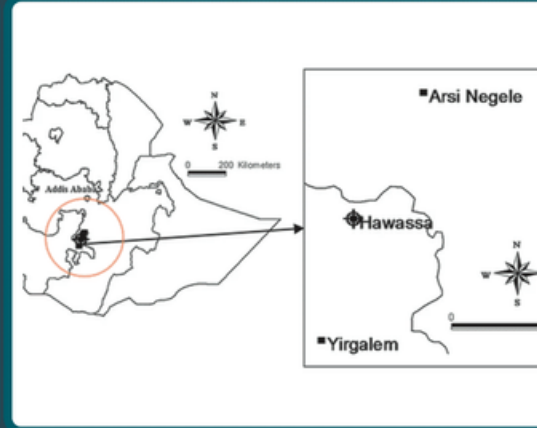 N
W E
S
0 200 Kilometers
Addis Ababa
Arsi Negele
Hawassa
N
W
S
0
Yirgalem